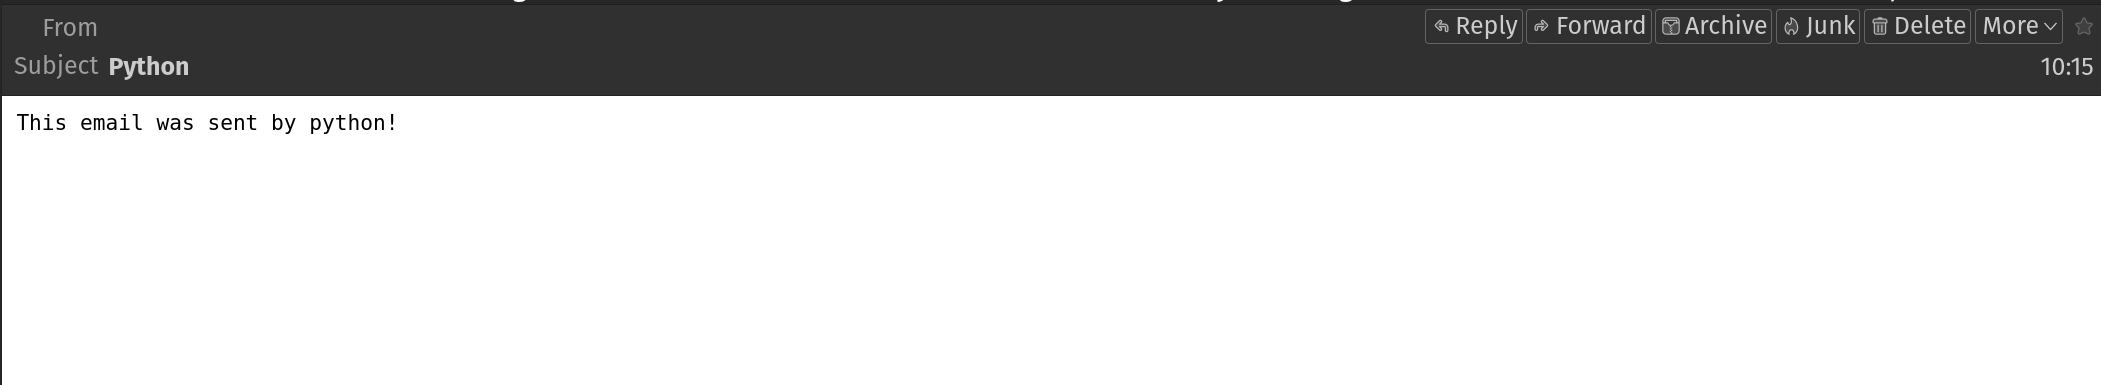 From
Reply Forward Archive Junk Delete More
Subject Python
10:15
This email was sent by python!